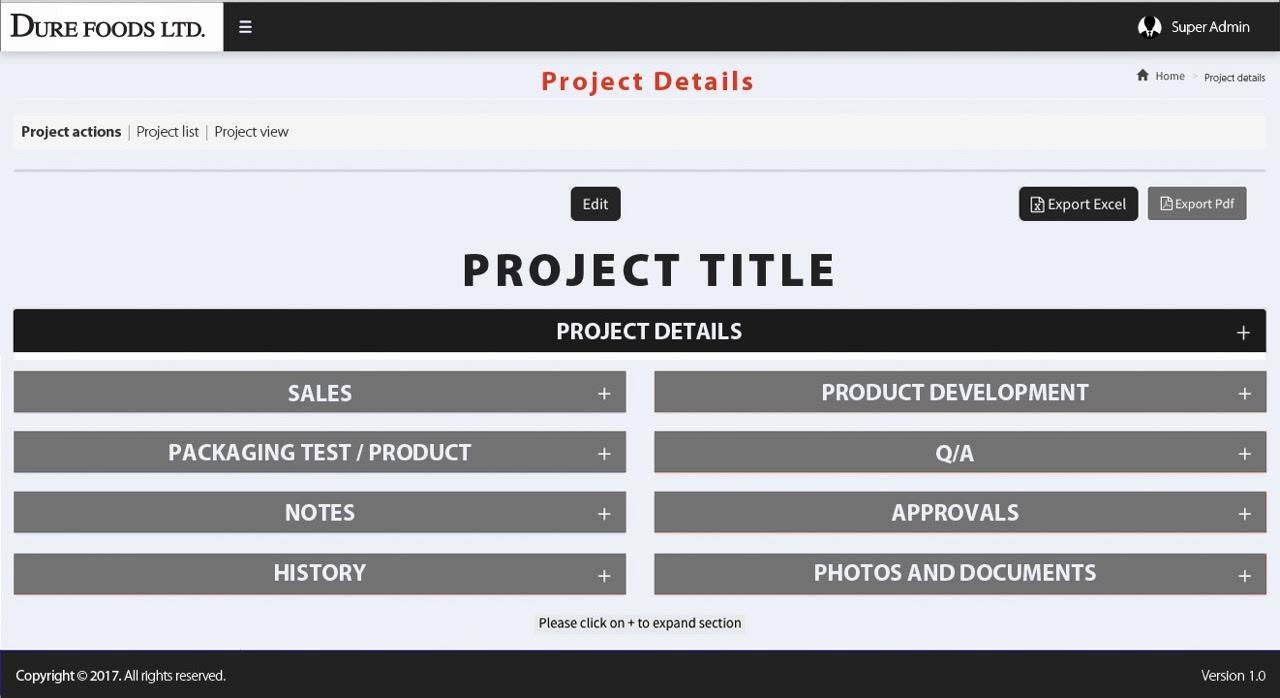 DURE FOODS LTD.
☰
Super Admin
Project Details
Home > Project details
Project actions | Project list | Project view
Edit
Export Excel
Export Pdf
PROJECT TITLE
PROJECT DETAILS +
SALES +
PRODUCT DEVELOPMENT +
PACKAGING TEST / PRODUCT +
Q/A +
NOTES +
APPROVALS +
HISTORY +
PHOTOS AND DOCUMENTS +
Please click on + to expand section
Copyright © 2017. All rights reserved.
Version 1.0